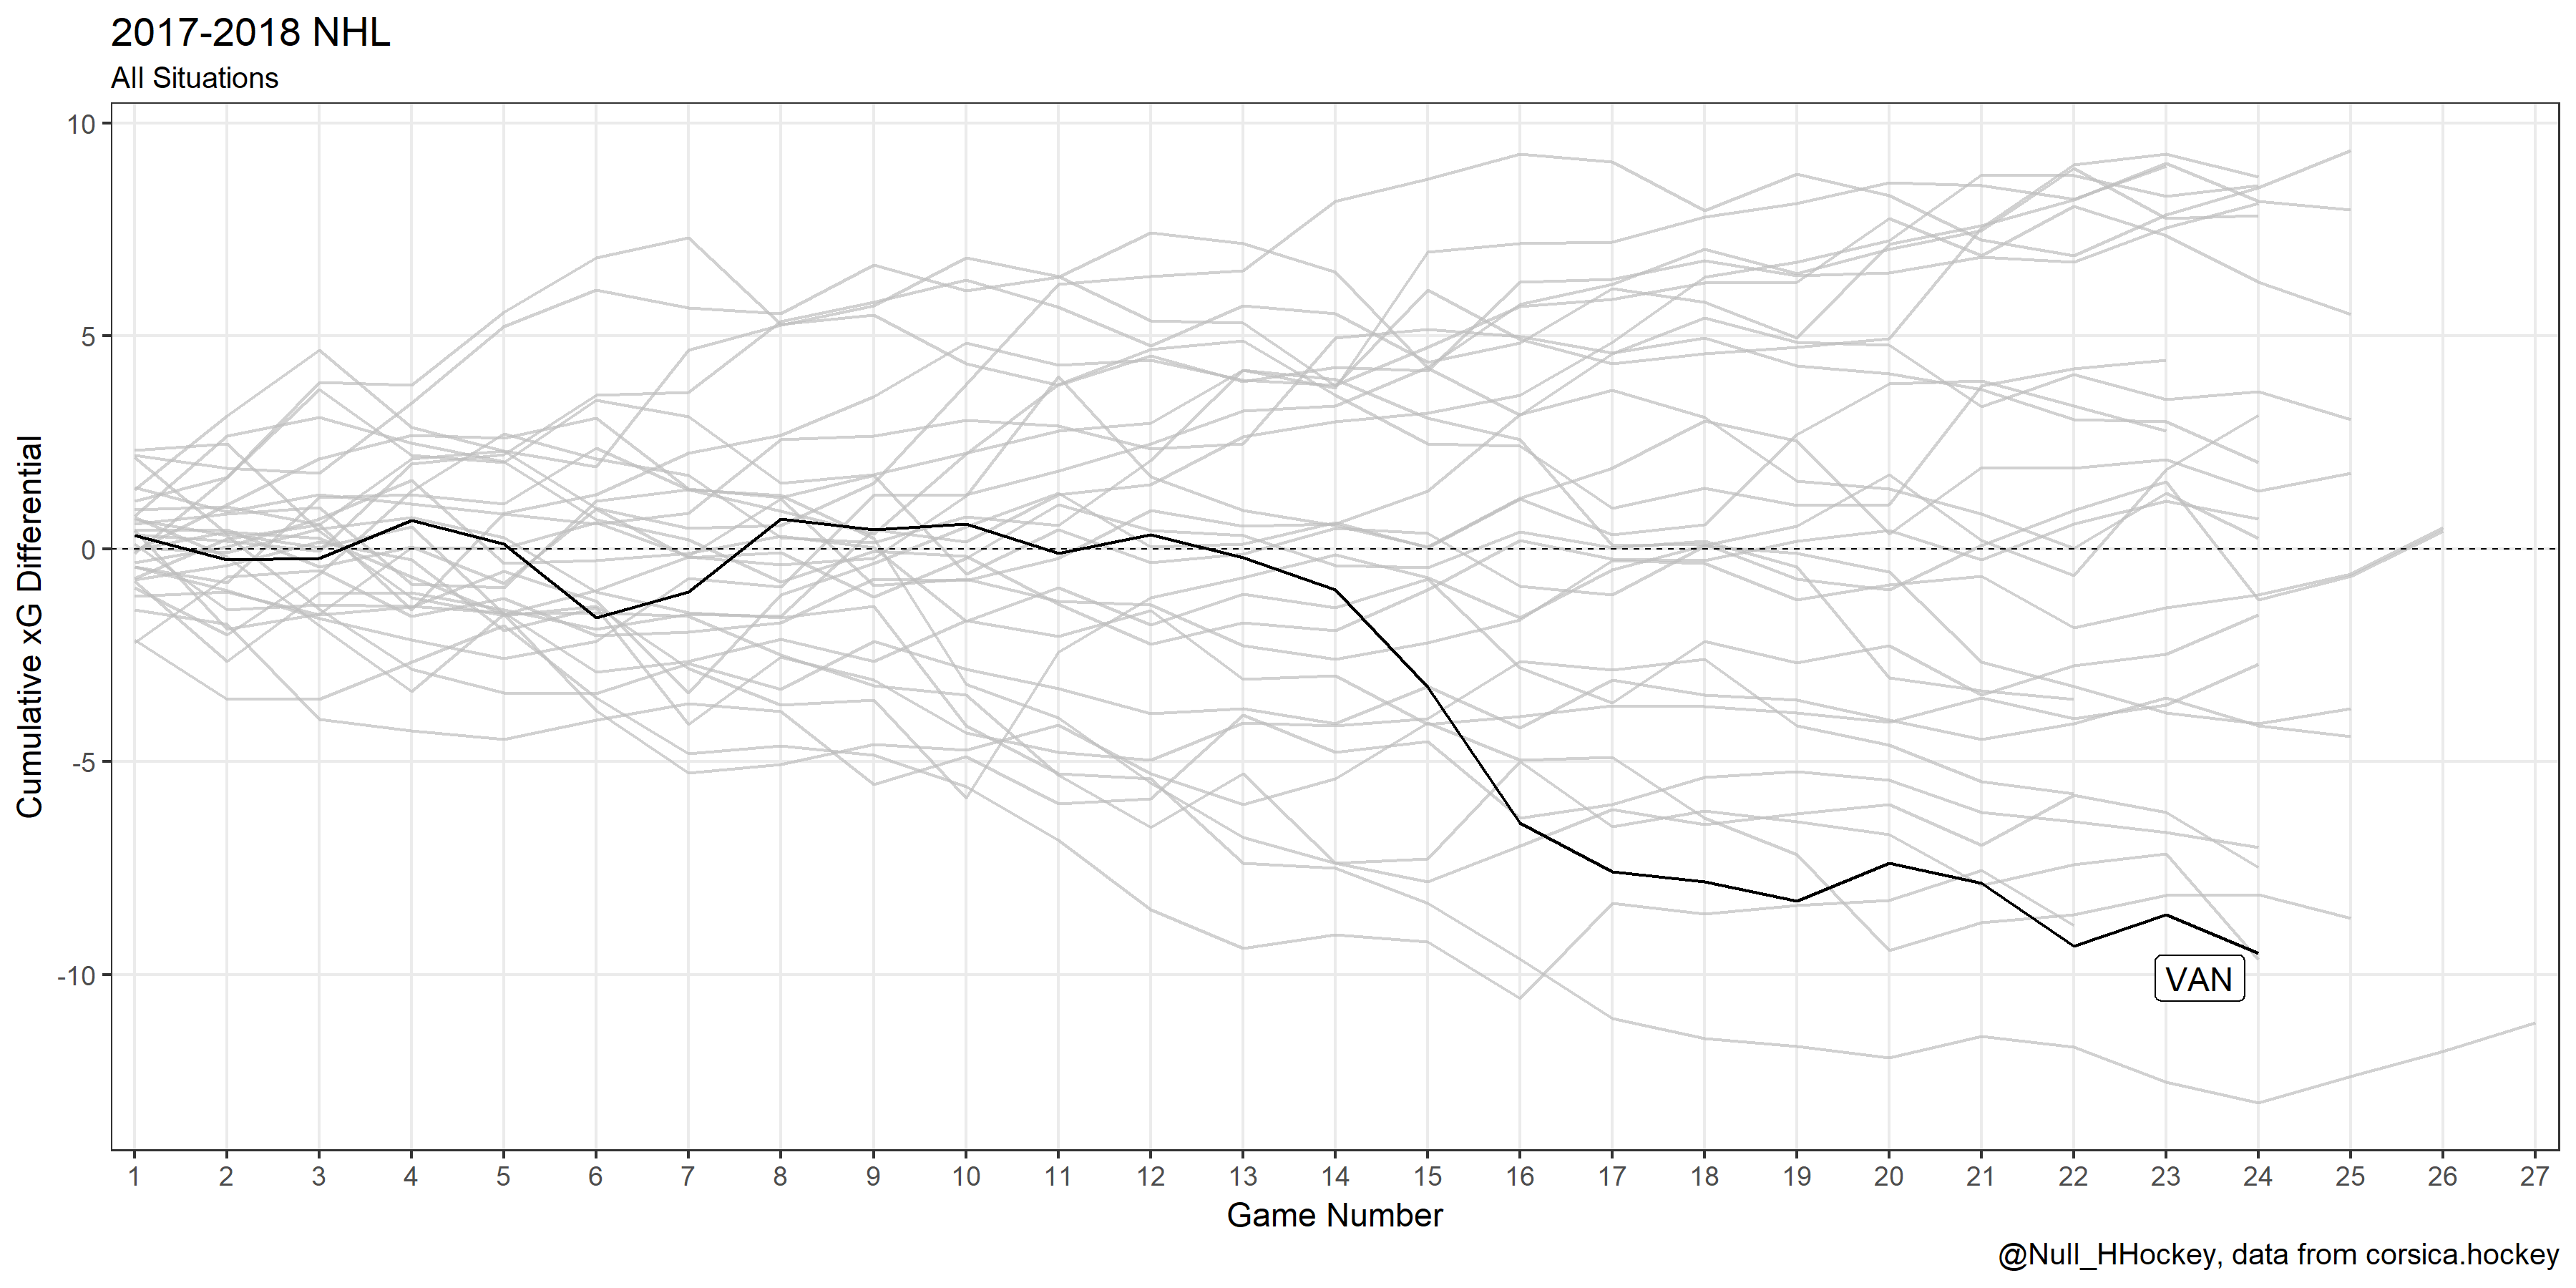 2017-2018 NHL
All Situations
Cumulative xG Differential
10
5
0
-5
-10
VAN
1 2 3 4 5 6 7 8 9 10 11 12 13 14 15 16 17 18 19 20 21 22 23 24 25 26 27
Game Number
@Null_HHockey, data from corsica.hockey